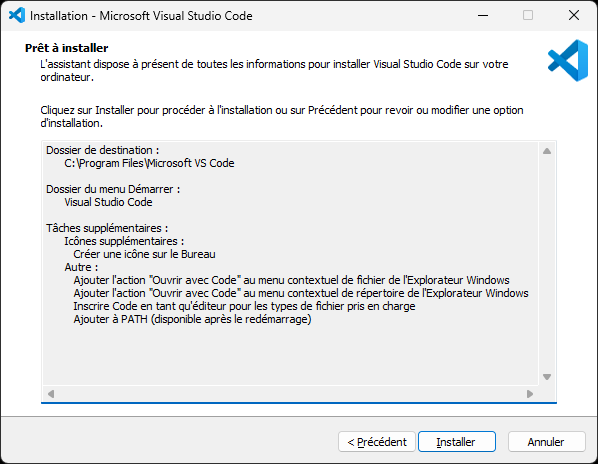 Installation - Microsoft Visual Studio Code
Prêt à installer
L'assistant dispose à présent de toutes les informations pour installer Visual Studio Code sur votre
ordinateur.
Cliquez sur Installer pour procéder à l'installation ou sur Précédent pour revoir ou modifier une option
d'installation.
Dossier de destination :
C:\Program Files\Microsoft VS Code
Dossier du menu Démarrer :
Visual Studio Code
Tâches supplémentaires :
Icônes supplémentaires :
Créer une icône sur le Bureau
Autre :
Ajouter l'action "Ouvrir avec Code" au menu contextuel de fichier de l'Explorateur Windows
Ajouter l'action "Ouvrir avec Code" au menu contextuel de répertoire de l'Explorateur Windows
Inscrire Code en tant qu'éditeur pour les types de fichier pris en charge
Ajouter à PATH (disponible après le redémarrage)
< Précédent
Installer
Annuler